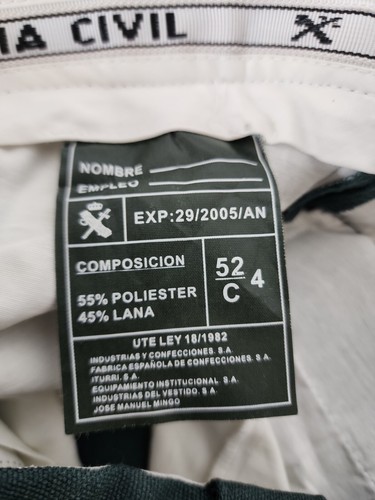 IA CIVIL
NOMBRE
EMPLEO
EXP:29/2005/AN
COMPOSICION
55% POLIESTER
45% LANA
52
C 4
UTE LEY 18/1982
INDUSTRIAS Y CONFECCIONES. S.A.
FABRICA ESPAÑOLA DE CONFECCIONES. S.A.
ITURRI. S.A.
EQUIPAMIENTO INSTITUCIONAL. S.A.
INDUSTRIAS DEL VESTIDO. S.A.
JOSE MANUEL MINGO